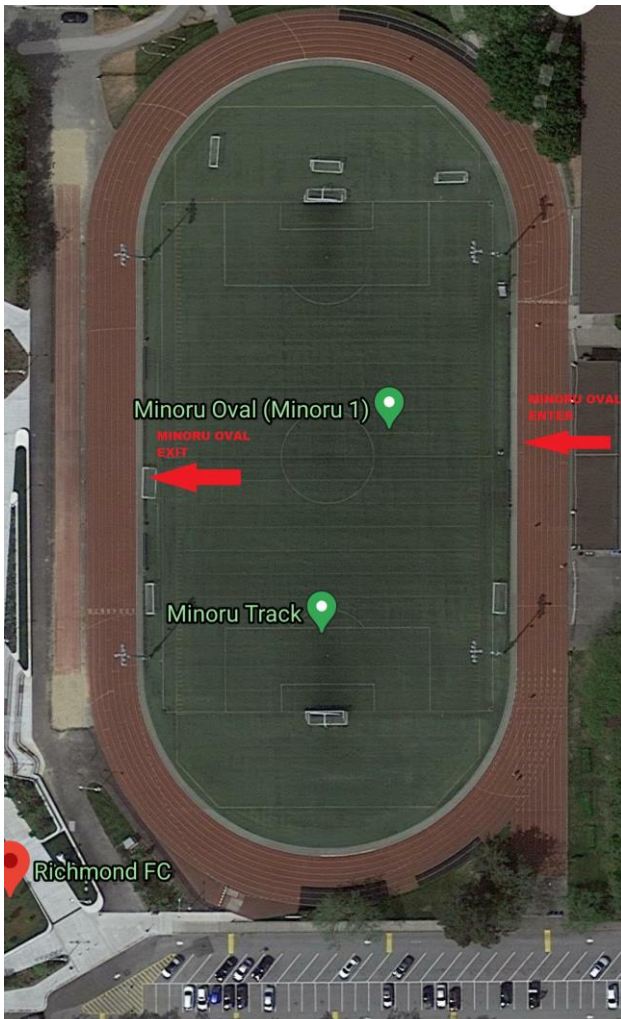 Minoru Oval (Minoru 1)
MINORU OVAL
ENTER
MINORU OVAL
EXIT
Minoru Track
Richmond FC